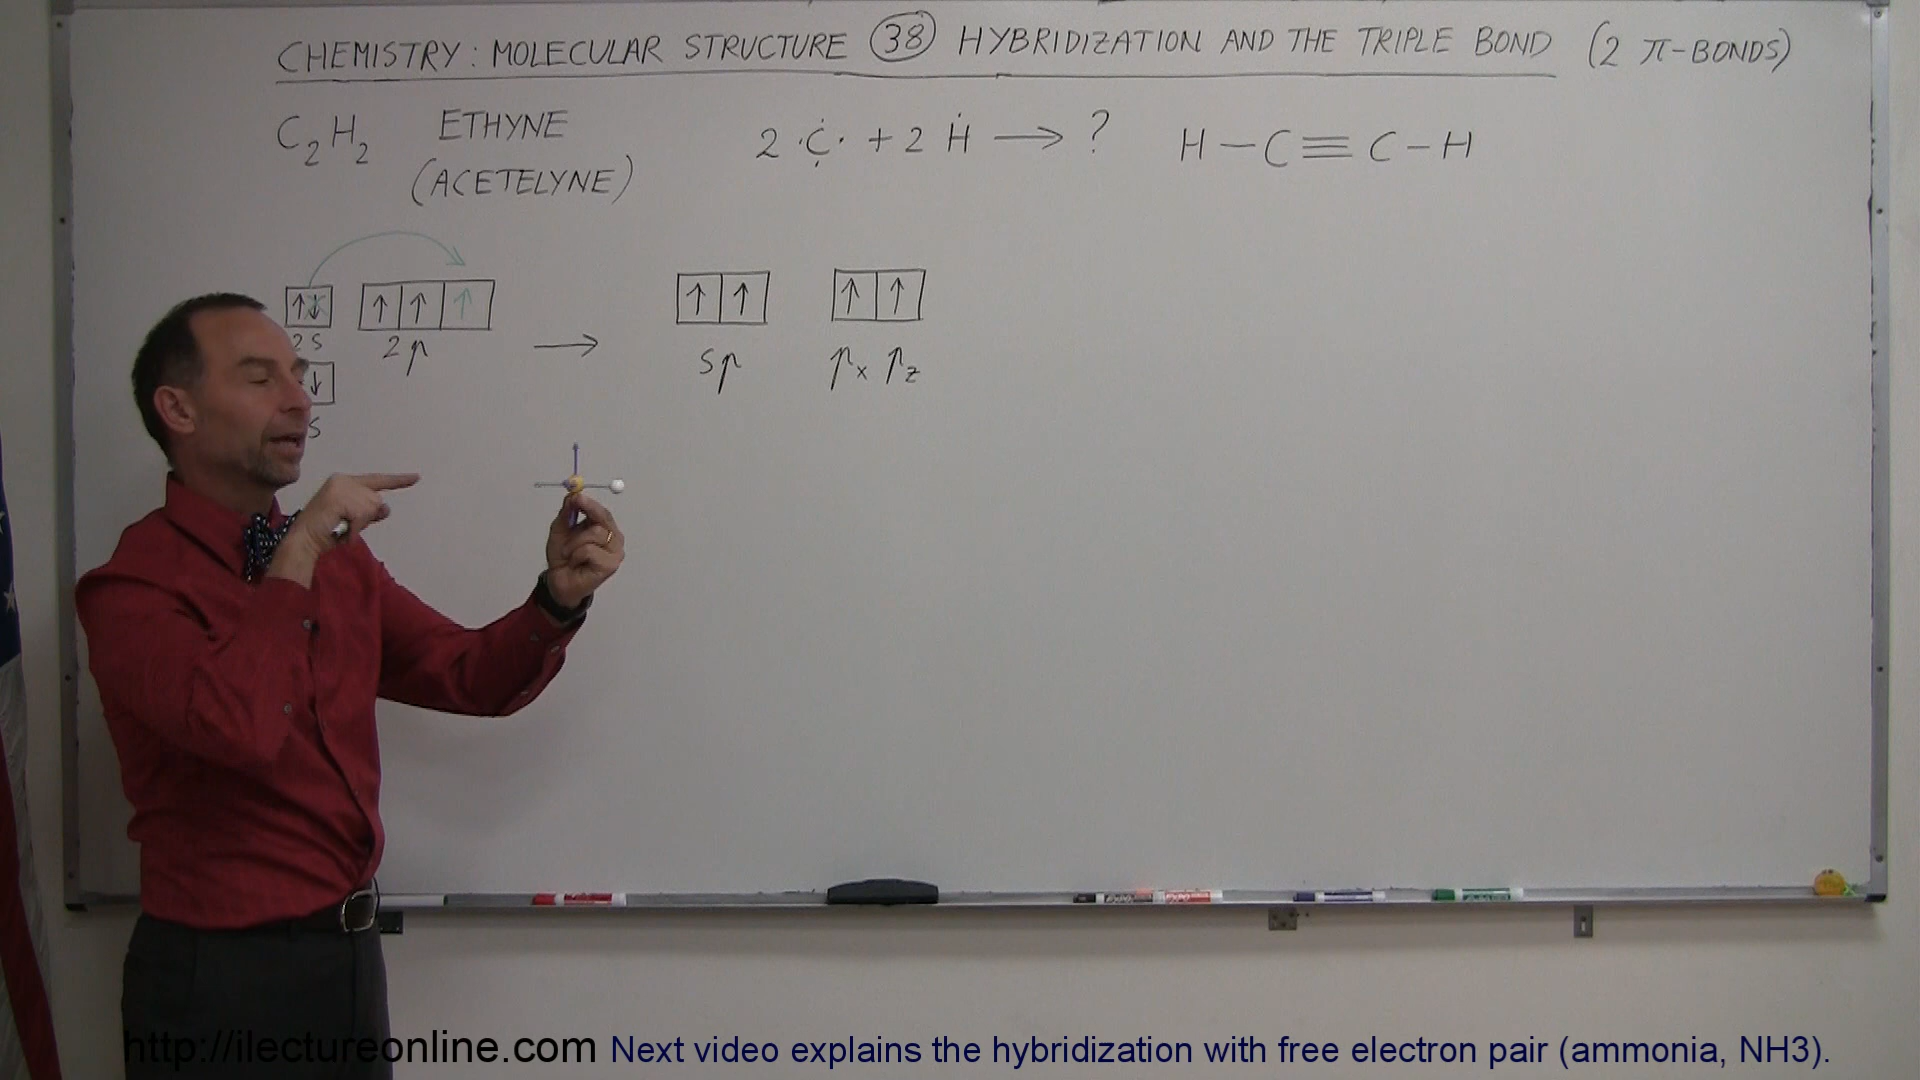 CHEMISTRY: MOLECULAR STRUCTURE 38 HYBRIDIZATION AND THE TRIPLE BOND (2 π-BONDS)
C₂H₂ ETHYNE
(ACETELYNE)
2 ·C· + 2 H → ? H—C≡C—H
↑↓ ↑ ↑ ↑ → ↑ ↑ ↑ ↑
2s 2p sp px pz
↓
s
http://ilectureonline.com Next video explains the hybridization with free electron pair (ammonia, NH3).